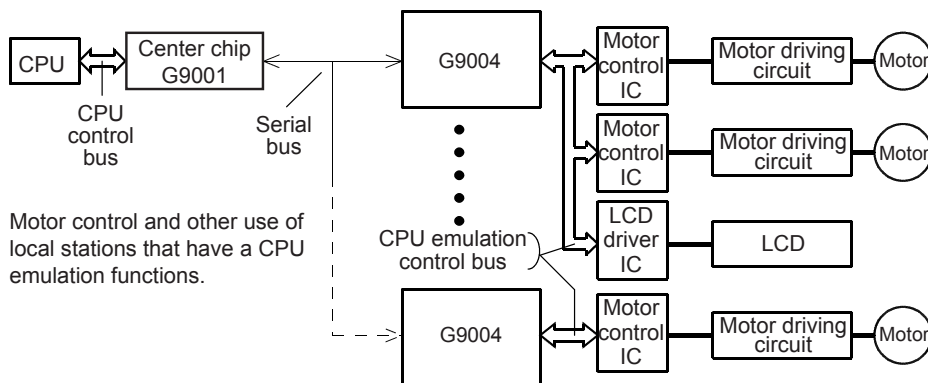 CPU
Center chip
G9001
CPU
control
bus
Serial
bus
G9004
Motor
control
IC
Motor driving
circuit
Motor
Motor
control
IC
Motor driving
circuit
Motor
Motor control and other use of
local stations that have a CPU
emulation functions.
CPU emulation
control bus
LCD
driver
IC
LCD
G9004
Motor
control
IC
Motor driving
circuit
Motor